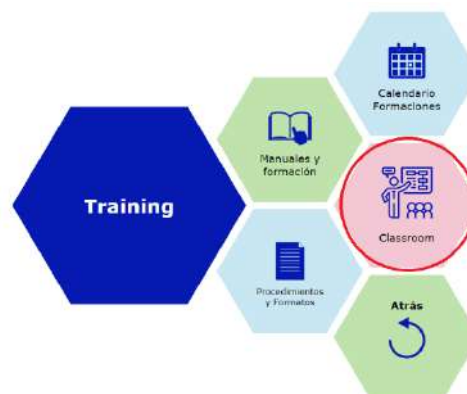 Calendario
Formaciones
Manuales y
formación
Training
Classroom
Procedimientos
y Formatos
Atrás